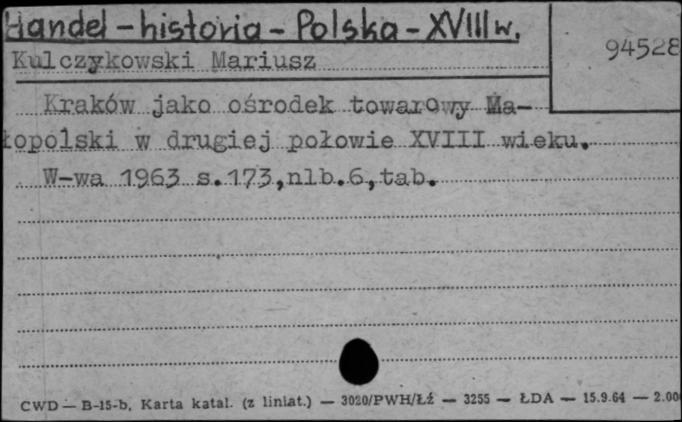 Handel - historia - Polska - XVIII w.
94528
Kulczykowski Mariusz
Kraków jako ośrodek towarowy Ma-
łopolski w drugiej połowie XVIII wieku.
W-wa 1963 s.173,nlb.6,tab.
CWD — B-15-b, Karta katal. (z liniat.) — 3020/PWH/Łź — 3255 — ŁDA — 15.9.64 — 2.00